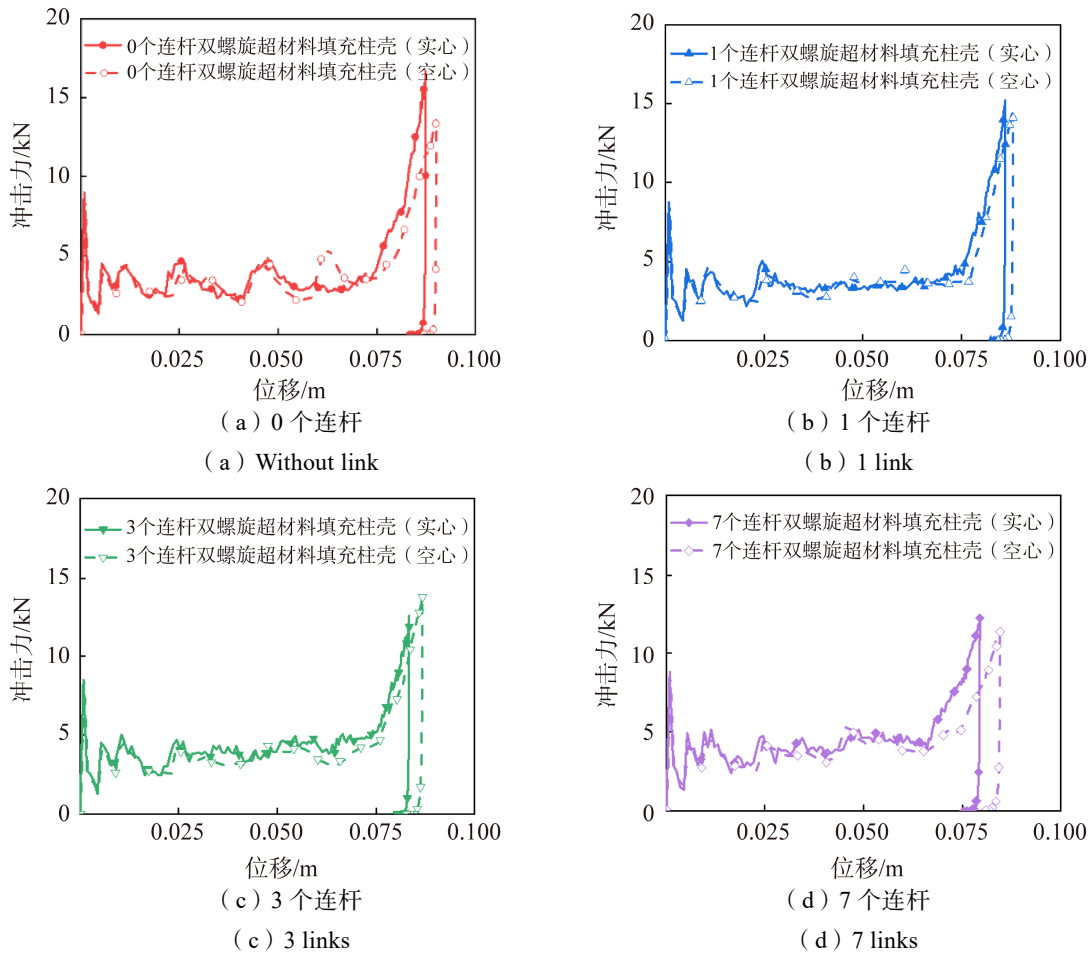 20
15
10
5
0
冲击力/kN
0个连杆双螺旋超材料填充柱壳（实心）
0个连杆双螺旋超材料填充柱壳（空心）
0.025
0.050
0.075
0.100
位移/m
（a）0 个连杆
（a）Without link
20
15
10
5
0
冲击力/kN
1个连杆双螺旋超材料填充柱壳（实心）
1个连杆双螺旋超材料填充柱壳（空心）
0.025
0.050
0.075
0.100
位移/m
（b）1 个连杆
（b）1 link
20
15
10
5
0
冲击力/kN
3个连杆双螺旋超材料填充柱壳（实心）
3个连杆双螺旋超材料填充柱壳（空心）
0.025
0.050
0.075
0.100
位移/m
（c）3 个连杆
（c）3 links
20
15
10
5
0
冲击力/kN
7个连杆双螺旋超材料填充柱壳（实心）
7个连杆双螺旋超材料填充柱壳（空心）
0.025
0.050
0.075
0.100
位移/m
（d）7 个连杆
（d）7 links